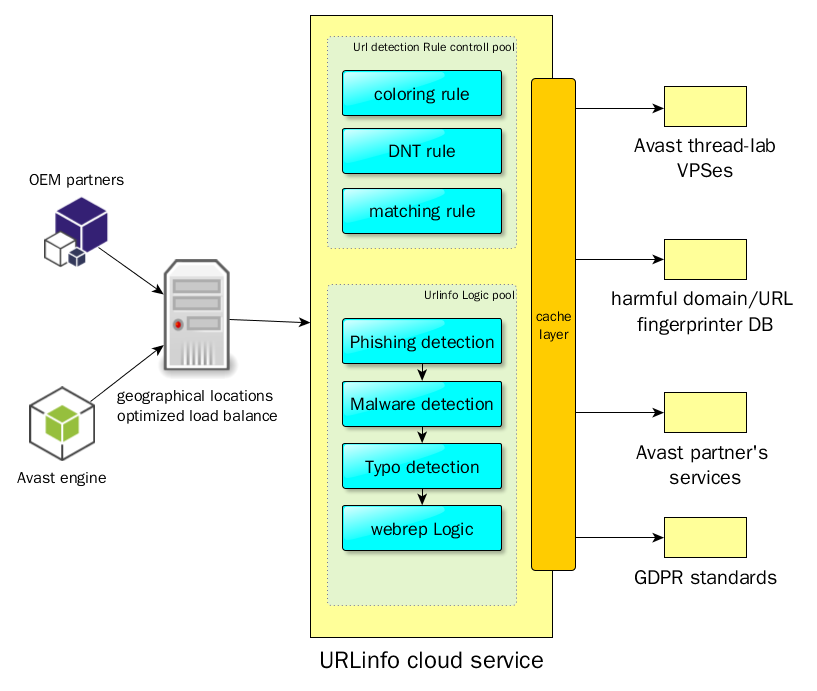 OEM partners
Avast engine
geographical locations
optimized load balance
Url detection Rule controll pool
coloring rule
DNT rule
matching rule
Urlinfo Logic pool
Phishing detection
Malware detection
Typo detection
webrep Logic
cache
layer
Avast thread-lab
VPSes
harmful domain/URL
fingerprinter DB
Avast partner's
services
GDPR standards
URLinfo cloud service